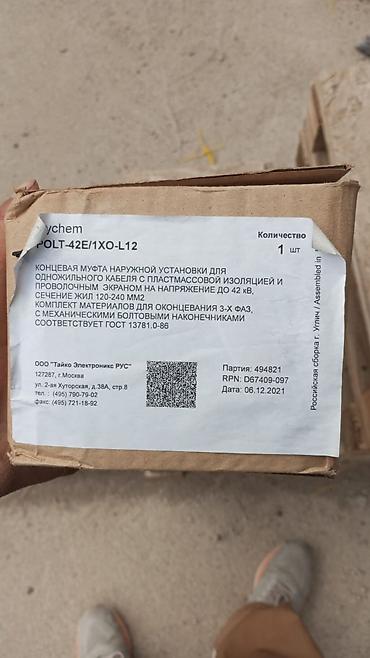 ychem
POLT-42E/1XO-L12
Количество
1 шт
КОНЦЕВАЯ МУФТА НАРУЖНОЙ УСТАНОВКИ ДЛЯ
ОДНОЖИЛЬНОГО КАБЕЛЯ С ПЛАСТМАССОВОЙ ИЗОЛЯЦИЕЙ И
ПРОВОЛОЧНЫМ ЭКРАНОМ НА НАПРЯЖЕНИЕ ДО 42 кВ,
СЕЧЕНИЕ ЖИЛ 120-240 ММ2
КОМПЛЕКТ МАТЕРИАЛОВ ДЛЯ ОКОНЦЕВАНИЯ 3-Х ФАЗ,
С МЕХАНИЧЕСКИМИ БОЛТОВЫМИ НАКОНЕЧНИКАМИ
СООТВЕТСТВУЕТ ГОСТ 13781.0-86
ООО "Тайко Электроникс РУС"
127287, г.Москва
ул. 2-ая Хуторская, д.38А, стр.8
тел. : (495) 790-79-02
факс: (495) 721-18-92
Партия: 494821
RPN: D67409-097
Дата: 06.12.2021
Российская сборка г. Углич / Assembled in